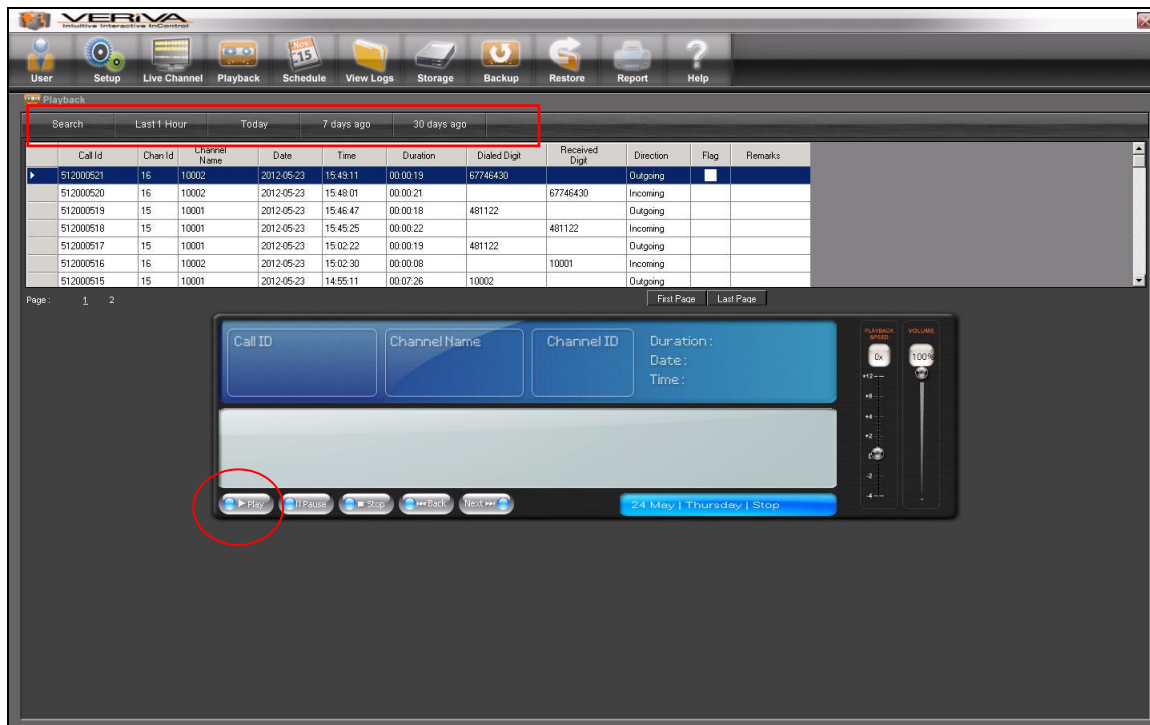 VERIVA
Intuitive Interactive InControl
User Setup Live Channel Playback Schedule View Logs Storage Backup Restore Report Help
Nov
15
Playback
Search Last 1 Hour Today 7 days ago 30 days ago
Call Id Chan Id Channel Name Date Time Duration Dialed Digit Received Digit Direction Flag Remarks
512000521 16 10002 2012-05-23 15:49:11 00:00:19 67746430 Outgoing
512000520 16 10002 2012-05-23 15:48:01 00:00:21 67746430 Incoming
512000519 15 10001 2012-05-23 15:46:47 00:00:18 481122 Outgoing
512000518 15 10001 2012-05-23 15:45:25 00:00:22 481122 Incoming
512000517 15 10001 2012-05-23 15:02:22 00:00:19 481122 Outgoing
512000516 16 10002 2012-05-23 15:02:30 00:00:08 10001 Incoming
512000515 15 10001 2012-05-23 14:55:11 00:07:26 10002 Outgoing
Page : 1 2 First Page Last Page
Call ID Channel Name Channel ID Duration :
Date :
Time :
PLAYBACK SPEED VOLUME
0x 100%
+12
+8
+4
+2
-2
-4
Play Pause Stop Back Next 24 May | Thursday | Stop